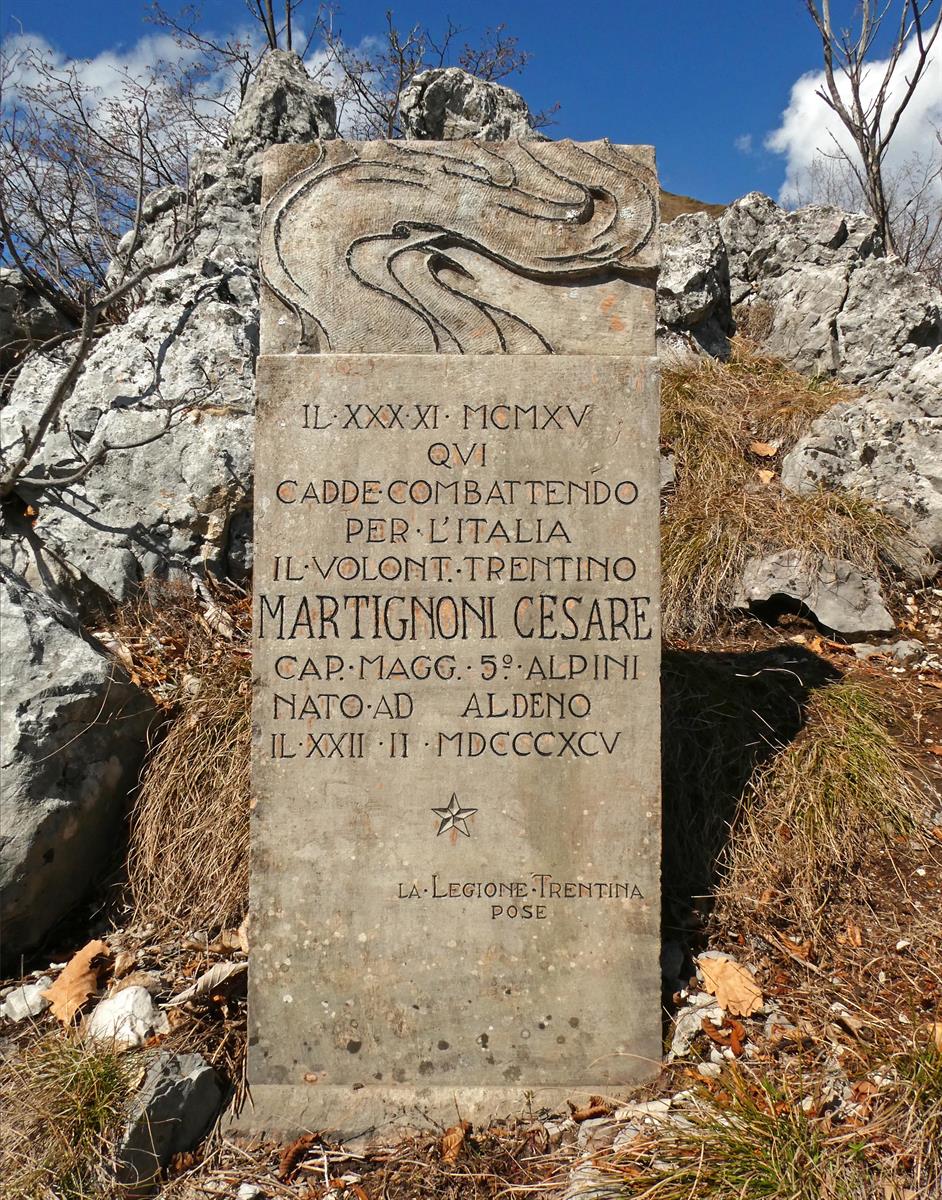 IL·XXX·XI·MCMXV
QVI
CADDE COMBATTENDO
PER·L'ITALIA
IL·VOLONT.·TRENTINO
MARTIGNONI CESARE
CAP.·MAGG.·5º·ALPINI
NATO·AD ALDENO
IL·XXII·II·MDCCCXCV
LA·LEGIONE·TRENTINA
POSE